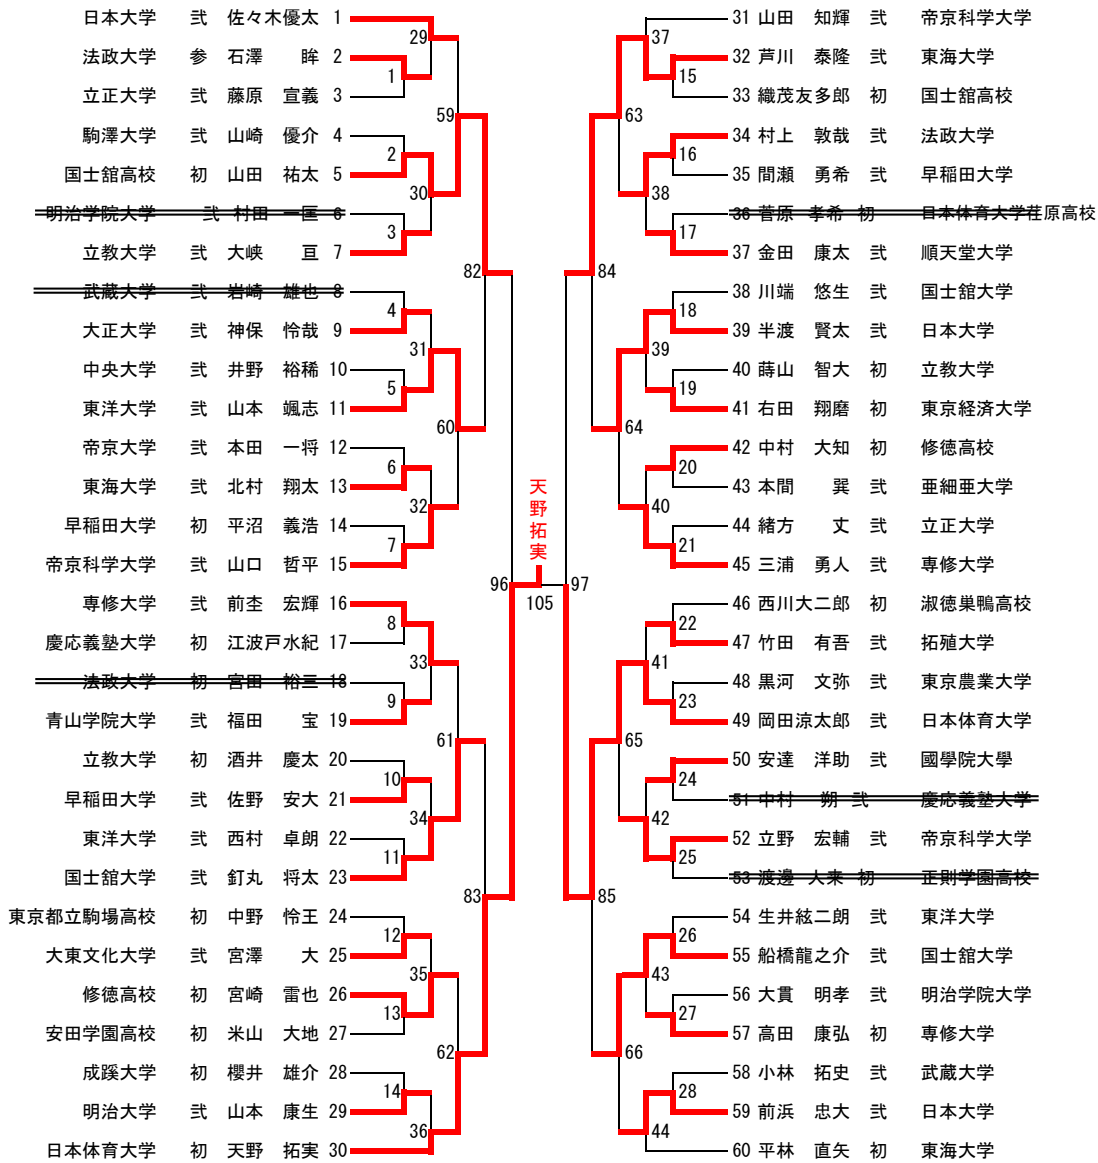 日本大学 弐 佐々木優太 1
法政大学 参 石澤 眸 2
立正大学 弐 藤原 宣義 3
駒澤大学 弐 山崎 優介 4
国士舘高校 初 山田 祐太 5
明治学院大学 弐 村田 一匡 6
立教大学 弐 大峡 亘 7
武蔵大学 弐 岩崎 雄也 8
大正大学 弐 神保 怜哉 9
中央大学 弐 井野 裕稀 10
東洋大学 弐 山本 颯志 11
帝京大学 弐 本田 一将 12
東海大学 弐 北村 翔太 13
早稲田大学 初 平沼 義浩 14
帝京科学大学 弐 山口 哲平 15
専修大学 弐 前杢 宏輝 16
慶応義塾大学 初 江波戸水紀 17
法政大学 初 宮田 裕三 18
青山学院大学 弐 福田 宝 19
立教大学 初 酒井 慶太 20
早稲田大学 弐 佐野 安大 21
東洋大学 弐 西村 卓朗 22
国士舘大学 弐 釘丸 将太 23
東京都立駒場高校 初 中野 怜王 24
大東文化大学 弐 宮澤 大 25
修徳高校 初 宮崎 雷也 26
安田学園高校 初 米山 大地 27
成蹊大学 初 櫻井 雄介 28
明治大学 弐 山本 康生 29
日本体育大学 初 天野 拓実 30
29
1
59
2
30
3
82
4
31
5
60
6
32
7
96
8
33
9
61
10
34
11
83
12
35
13
62
14
36
天野拓実
105
97
37
15
63
16
38
17
84
18
39
19
64
20
40
21
22
41
23
65
24
42
25
85
26
43
27
66
28
44
31 山田 知輝 弐 帝京科学大学
32 芦川 泰隆 弐 東海大学
33 織茂友多郎 初 国士舘高校
34 村上 敦哉 弐 法政大学
35 間瀬 勇希 弐 早稲田大学
36 菅原 孝希 初 日本体育大学荏原高校
37 金田 康太 弐 順天堂大学
38 川端 悠生 弐 国士舘大学
39 半渡 賢太 弐 日本大学
40 蒔山 智大 初 立教大学
41 右田 翔磨 初 東京経済大学
42 中村 大知 初 修徳高校
43 本間 巽 弐 亜細亜大学
44 緒方 丈 弐 立正大学
45 三浦 勇人 弐 専修大学
46 西川大二郎 初 淑徳巣鴨高校
47 竹田 有吾 弐 拓殖大学
48 黒河 文弥 弐 東京農業大学
49 岡田涼太郎 弐 日本体育大学
50 安達 洋助 弐 國學院大學
51 中村 朔 弐 慶応義塾大学
52 立野 宏輔 弐 帝京科学大学
53 渡邊 人来 初 正則学園高校
54 生井絃二朗 弐 東洋大学
55 船橋龍之介 弐 国士舘大学
56 大貫 明孝 弐 明治学院大学
57 高田 康弘 初 専修大学
58 小林 拓史 弐 武蔵大学
59 前浜 忠大 弐 日本大学
60 平林 直矢 初 東海大学